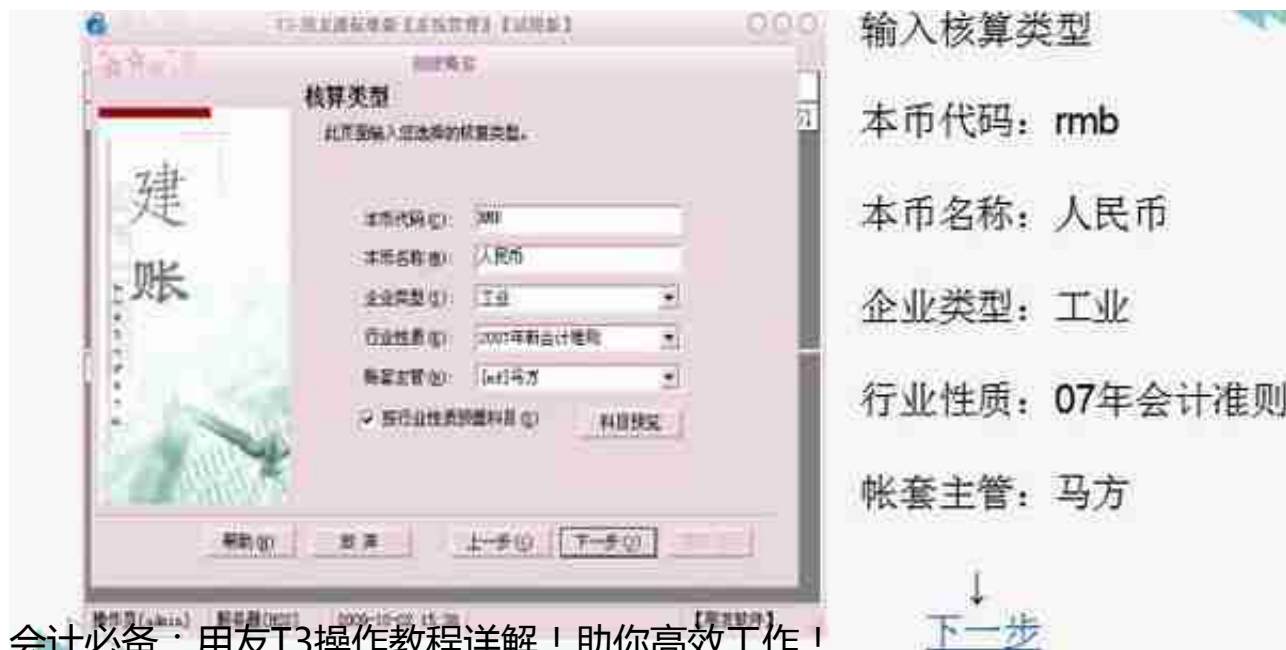 核算类型
此页面输入您选择的核算类型。
建
账
本币代码(C):
本币名称(M): 人民币
企业类型(Y): 工业
行业性质(K): 2007年新会计准则
账套主管(H): 马方
按行业性质预置科目(S)
科目预览
帮助(H) 放弃 上一步(L) 下一步(N)
输入核算类型
本币代码：rmb
本币名称：人民币
企业类型：工业
行业性质：07年会计准则
帐套主管：马方
↓
下一步
会计必备：用友T3操作教程详解！助你高效工作！